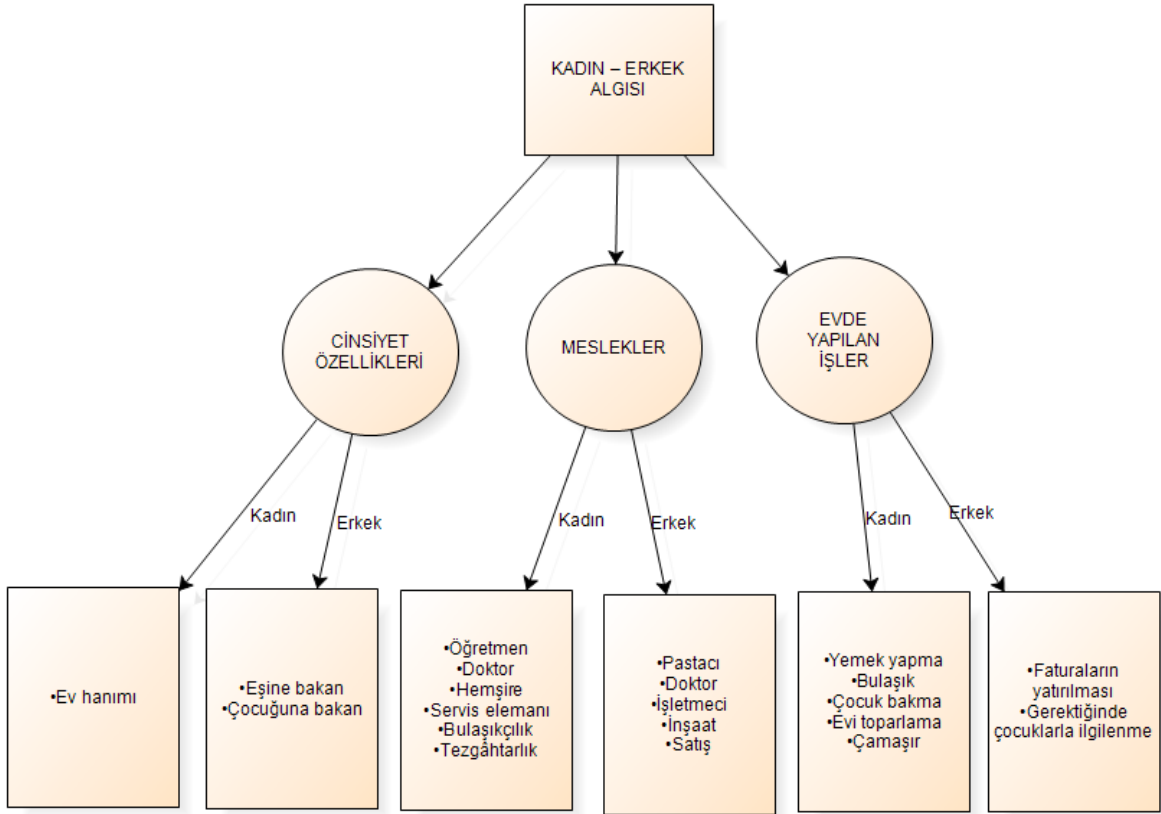 KADIN – ERKEK
ALGISI
CİNSİYET
ÖZELLİKLERİ
MESLEKLER
EVDE
YAPILAN
İŞLER
Kadın
Erkek
Kadın
Erkek
Kadın
Erkek
•Ev hanımı
•Eşine bakan
•Çocuğuna bakan
•Öğretmen
•Doktor
•Hemşire
•Servis elemanı
•Bulaşıkçılık
•Tezgâhtarlık
•Pastacı
•Doktor
•İşletmeci
•İnşaat
•Satış
•Yemek yapma
•Bulaşık
•Çocuk bakma
•Evi toparlama
•Çamaşır
•Faturaların
yatırılması
•Gerektiğinde
çocuklarla ilgilenme